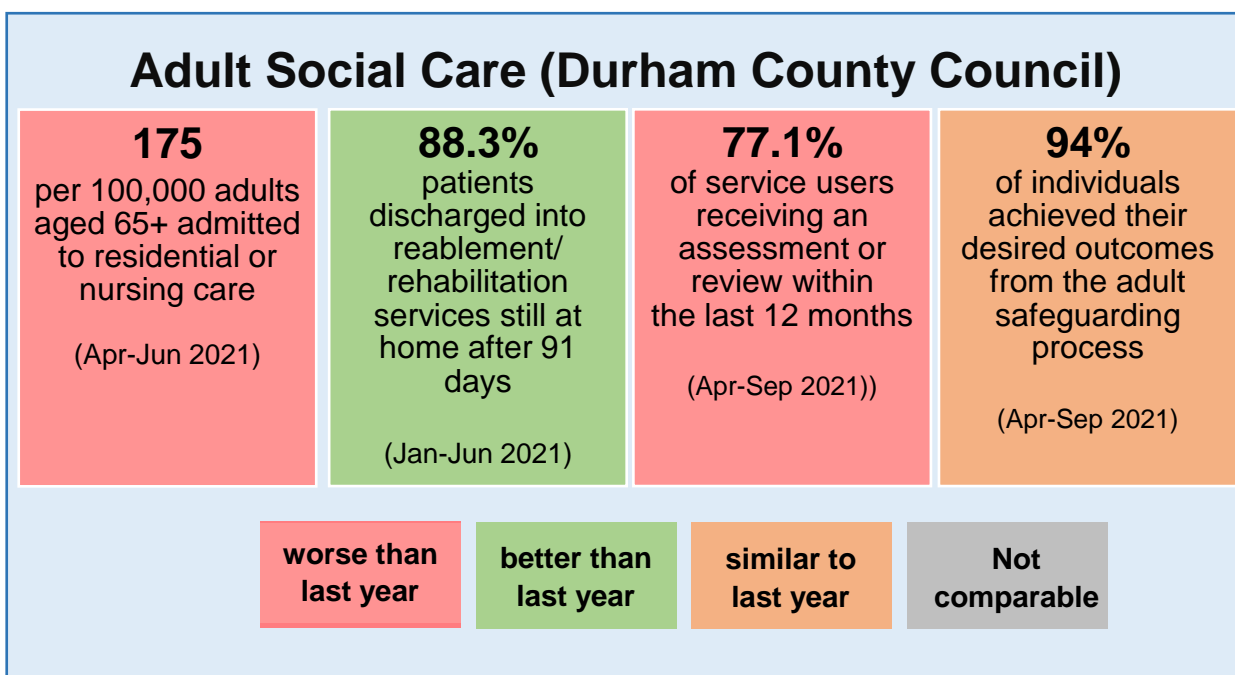 Adult Social Care (Durham County Council)
175
per 100,000 adults
aged 65+ admitted
to residential or
nursing care
(Apr-Jun 2021)
88.3%
patients
discharged into
reablement/
rehabilitation
services still at
home after 91
days
(Jan-Jun 2021)
77.1%
of service users
receiving an
assessment or
review within
the last 12 months
(Apr-Sep 2021))
94%
of individuals
achieved their
desired outcomes
from the adult
safeguarding
process
(Apr-Sep 2021)
worse than
last year
better than
last year
similar to
last year
Not
comparable